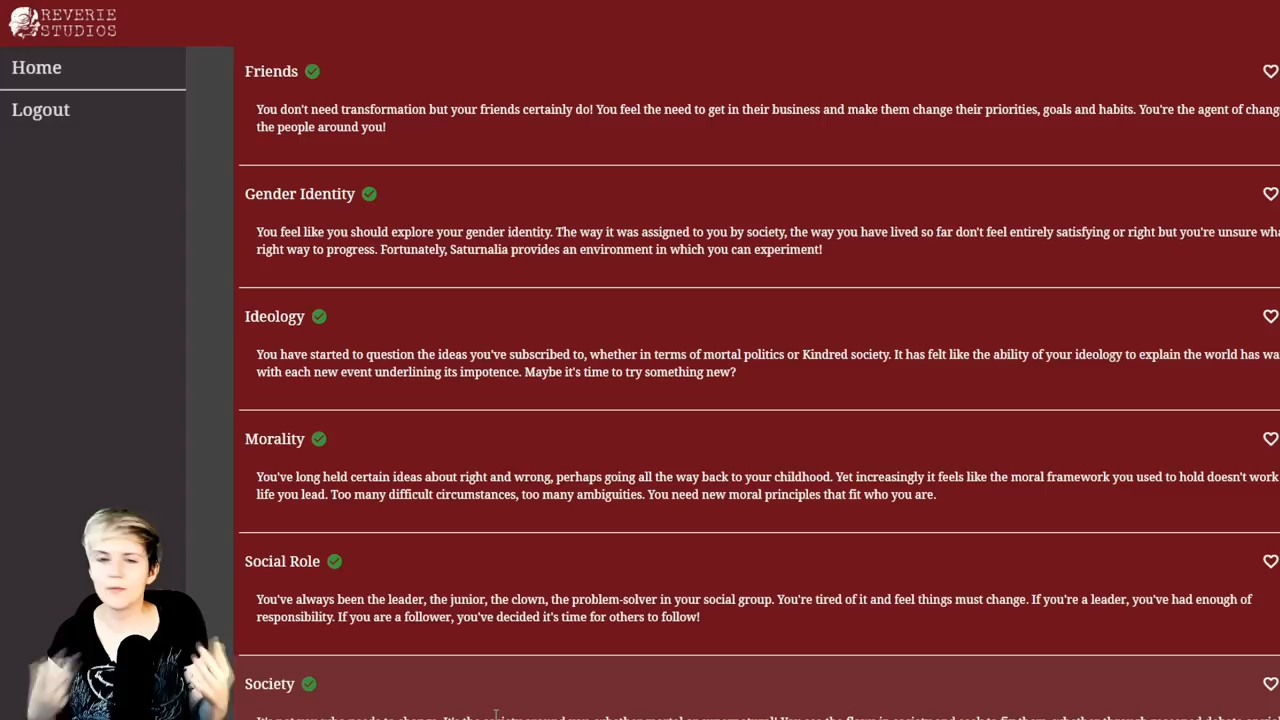 REVERIE
STUDIOS
Home
Logout
Friends
You don't need transformation but your friends certainly do! You feel the need to get in their business and make them change their priorities, goals and habits. You're the agent of chang
the people around you!
Gender Identity
You feel like you should explore your gender identity. The way it was assigned to you by society, the way you have lived so far don't feel entirely satisfying or right but you're unsure wha
right way to progress. Fortunately, Saturnalia provides an environment in which you can experiment!
Ideology
You have started to question the ideas you've subscribed to, whether in terms of mortal politics or Kindred society. It has felt like the ability of your ideology to explain the world has wa
with each new event underlining its impotence. Maybe it's time to try something new?
Morality
You've long held certain ideas about right and wrong, perhaps going all the way back to your childhood. Yet increasingly it feels like the moral framework you used to hold doesn't work
life you lead. Too many difficult circumstances, too many ambiguities. You need new moral principles that fit who you are.
Social Role
You've always been the leader, the junior, the clown, the problem-solver in your social group. You're tired of it and feel things must change. If you're a leader, you've had enough of
responsibility. If you are a follower, you've decided it's time for others to follow!
Society